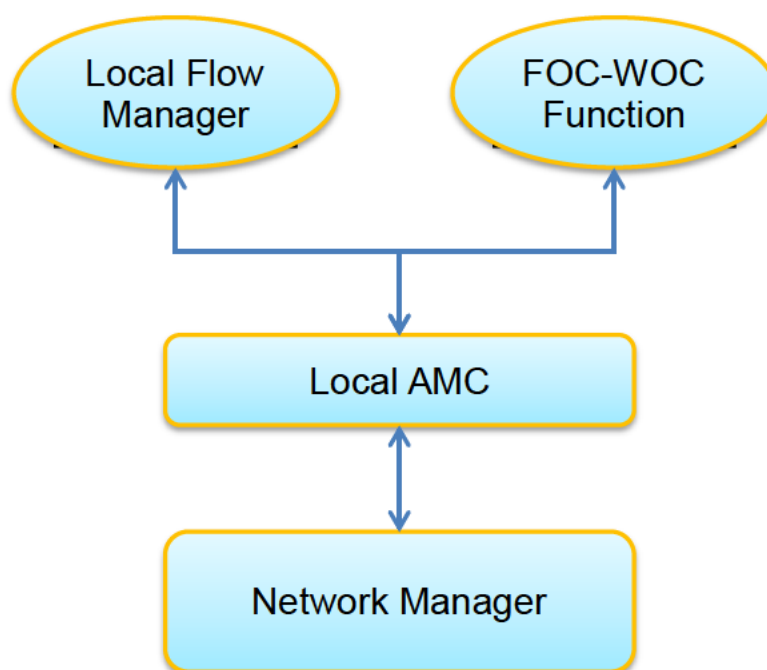 Local Flow
Manager
FOC-WOC
Function
Local AMC
Network Manager